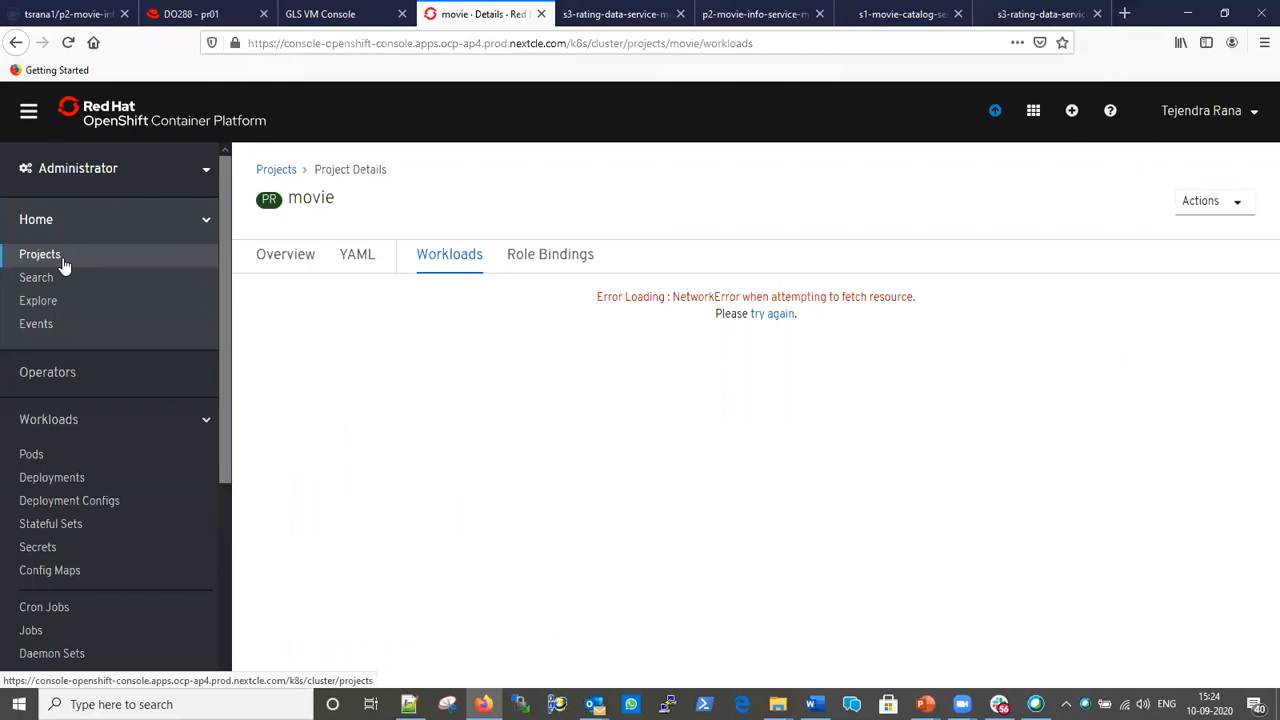 tsrana1/p2-movie-int
DO288 - pr01
GLS VM Console
movie · Details · Red H
s3-rating-data-service-mo
p2-movie-info-service-m
s1-movie-catalog-se
s3-rating-data-service
https://console-openshift-console.apps.ocp-ap4.prod.nextcle.com/k8s/cluster/projects/movie/workloads
Getting Started
Red Hat
OpenShift Container Platform
Tejendra Rana
Administrator
Home
Projects
Search
Explore
Events
Operators
Workloads
Pods
Deployments
Deployment Configs
Stateful Sets
Secrets
Config Maps
Cron Jobs
Jobs
Daemon Sets
Projects > Project Details
PR movie
Actions
Overview YAML Workloads Role Bindings
Error Loading : NetworkError when attempting to fetch resource.
Please try again.
https://console-openshift-console.apps.ocp-ap4.prod.nextcle.com/k8s/cluster/projects
Type here to search
56
ENG
15:24
10-09-2020
40